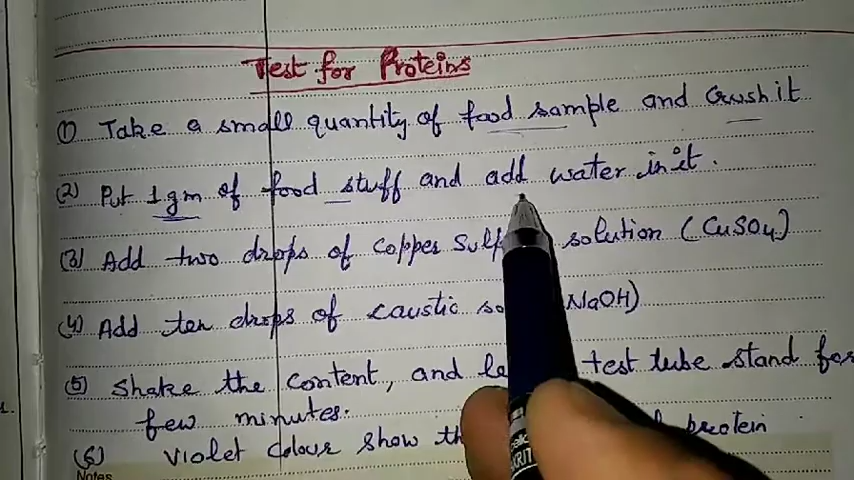 Test for Proteins
(1) Take a small quantity of food sample and Crush it
(2) Put 1 gm of food stuff and add water in it.
(3) Add two drops of Copper Sulp solution (CuSO4)
(4) Add ten drops of caustic so NaOH)
(5) Shake the content, and le test tube stand for
few minutes.
(6) violet colour show th protein
Notes